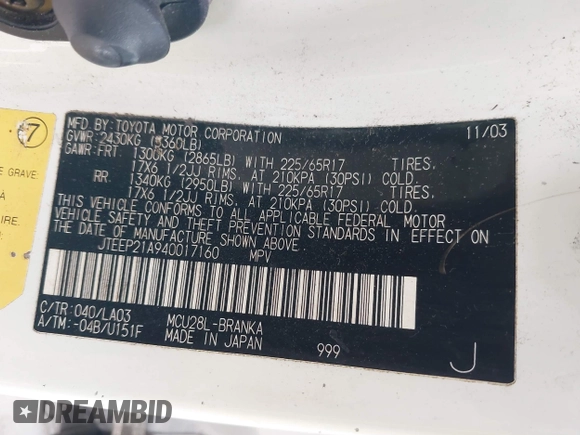 MFD.BY:TOYOTA MOTOR CORPORATION 11/03
GVWR:2430KG (5360LB)
GAWR:FRT. 1300KG (2865LB) WITH 225/65R17 TIRES.
17X6 1/2JJ RIMS. AT 210KPA (30PSI) COLD.
RR. 1340KG (2950LB) WITH 225/65R17 TIRES.
17X6 1/2JJ RIMS. AT 210KPA (30PSI) COLD.
THIS VEHICLE CONFORMS TO ALL APPLICABLE FEDERAL MOTOR
VEHICLE SAFETY AND THEFT PREVENTION STANDARDS IN EFFECT ON
THE DATE OF MANUFACTURE SHOWN ABOVE.
JTEEP21A940017160 MPV
C/TR:040/LA03 MCU28L-BRANKA
A/TM:-04B/U151F MADE IN JAPAN 999 J
7
E GRAVE:
A
IRE.
DREAMBID